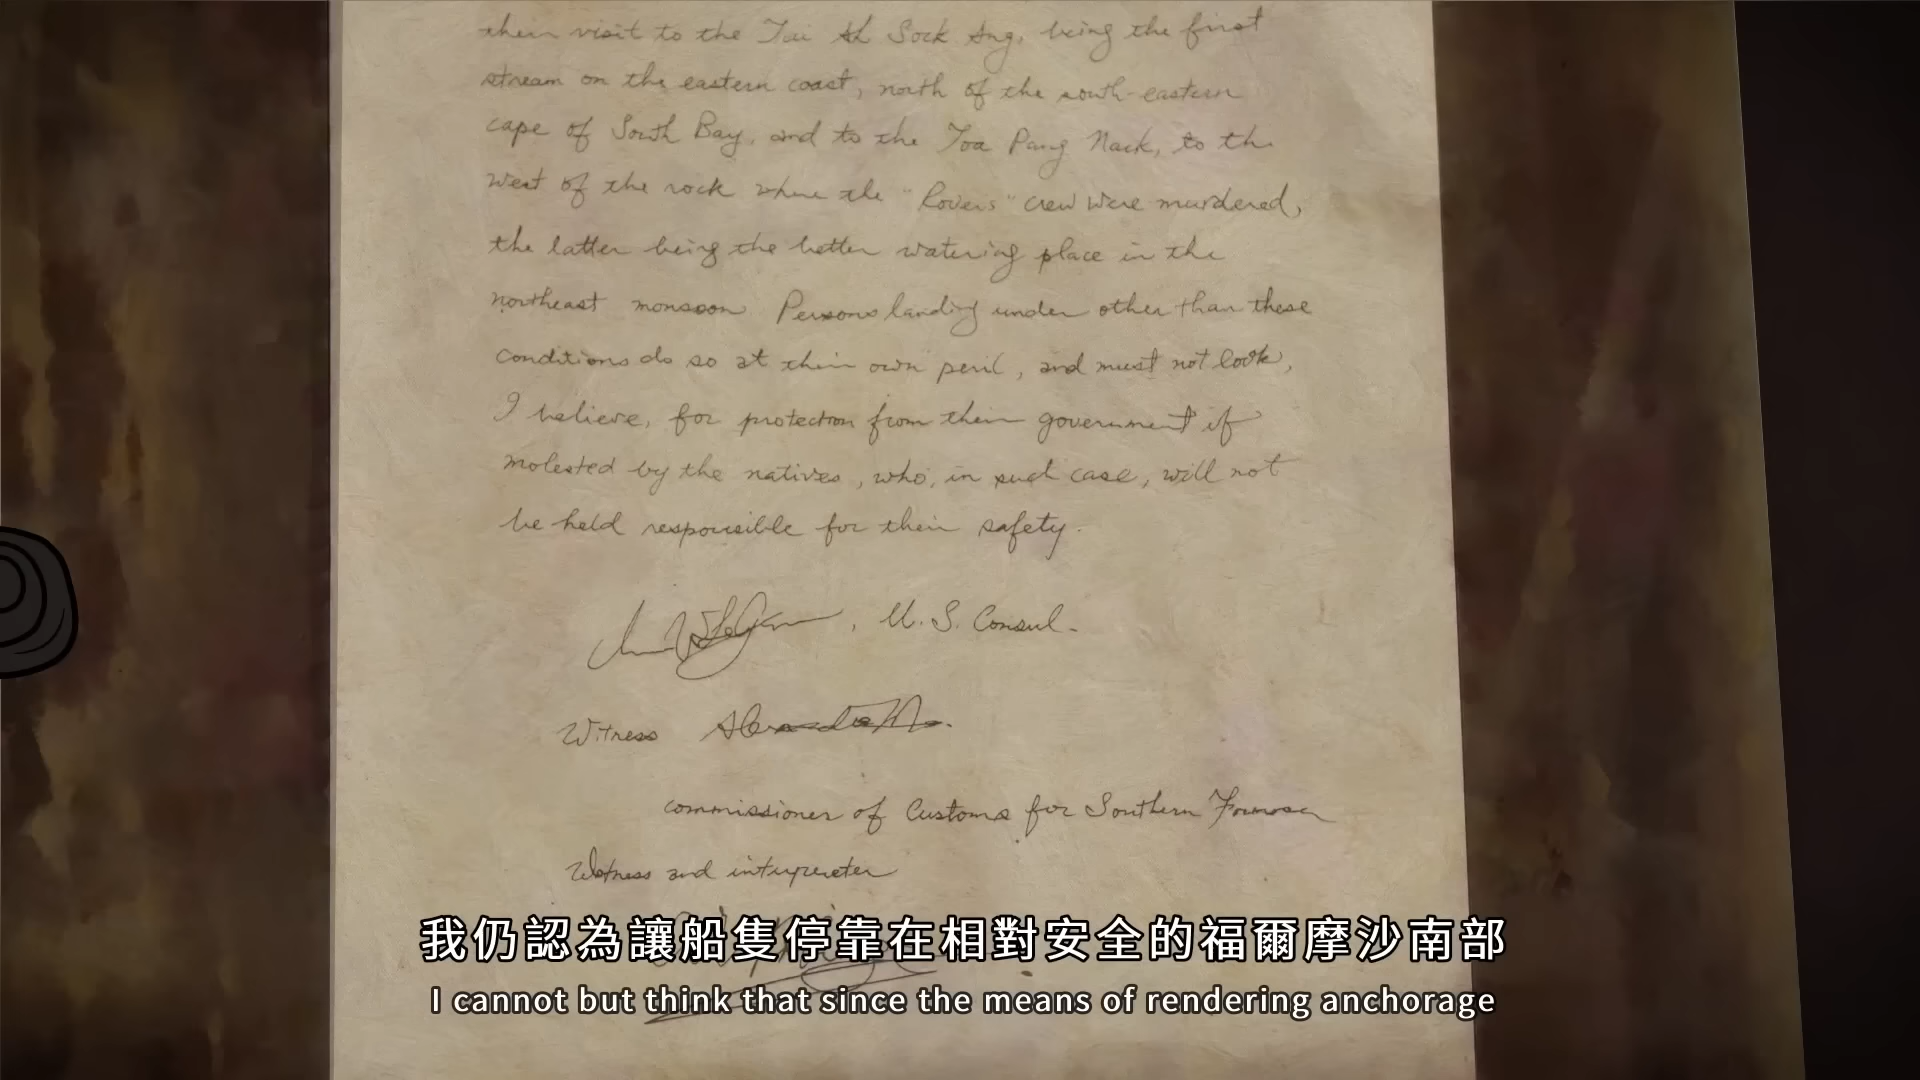 their visit to the Toi Ah Sock Ang, being the first
stream on the eastern coast, north of the south-eastern
cape of South Bay, and to the Toa Pang Nack, to the
west of the rock where the "Rover's" crew were murdered,
the latter being the better watering place in the
northeast monsoon. Persons landing under other than these
conditions do so at their own peril, and must not look,
I believe, for protection from their government if
molested by the natives, who, in such case, will not
be held responsible for their safety.
, U. S. Consul.
Witness
commissioner of Customs for Southern Formosa
Witness and interpreter
我仍認為讓船隻停靠在相對安全的福爾摩沙南部
I cannot but think that since the means of rendering anchorage